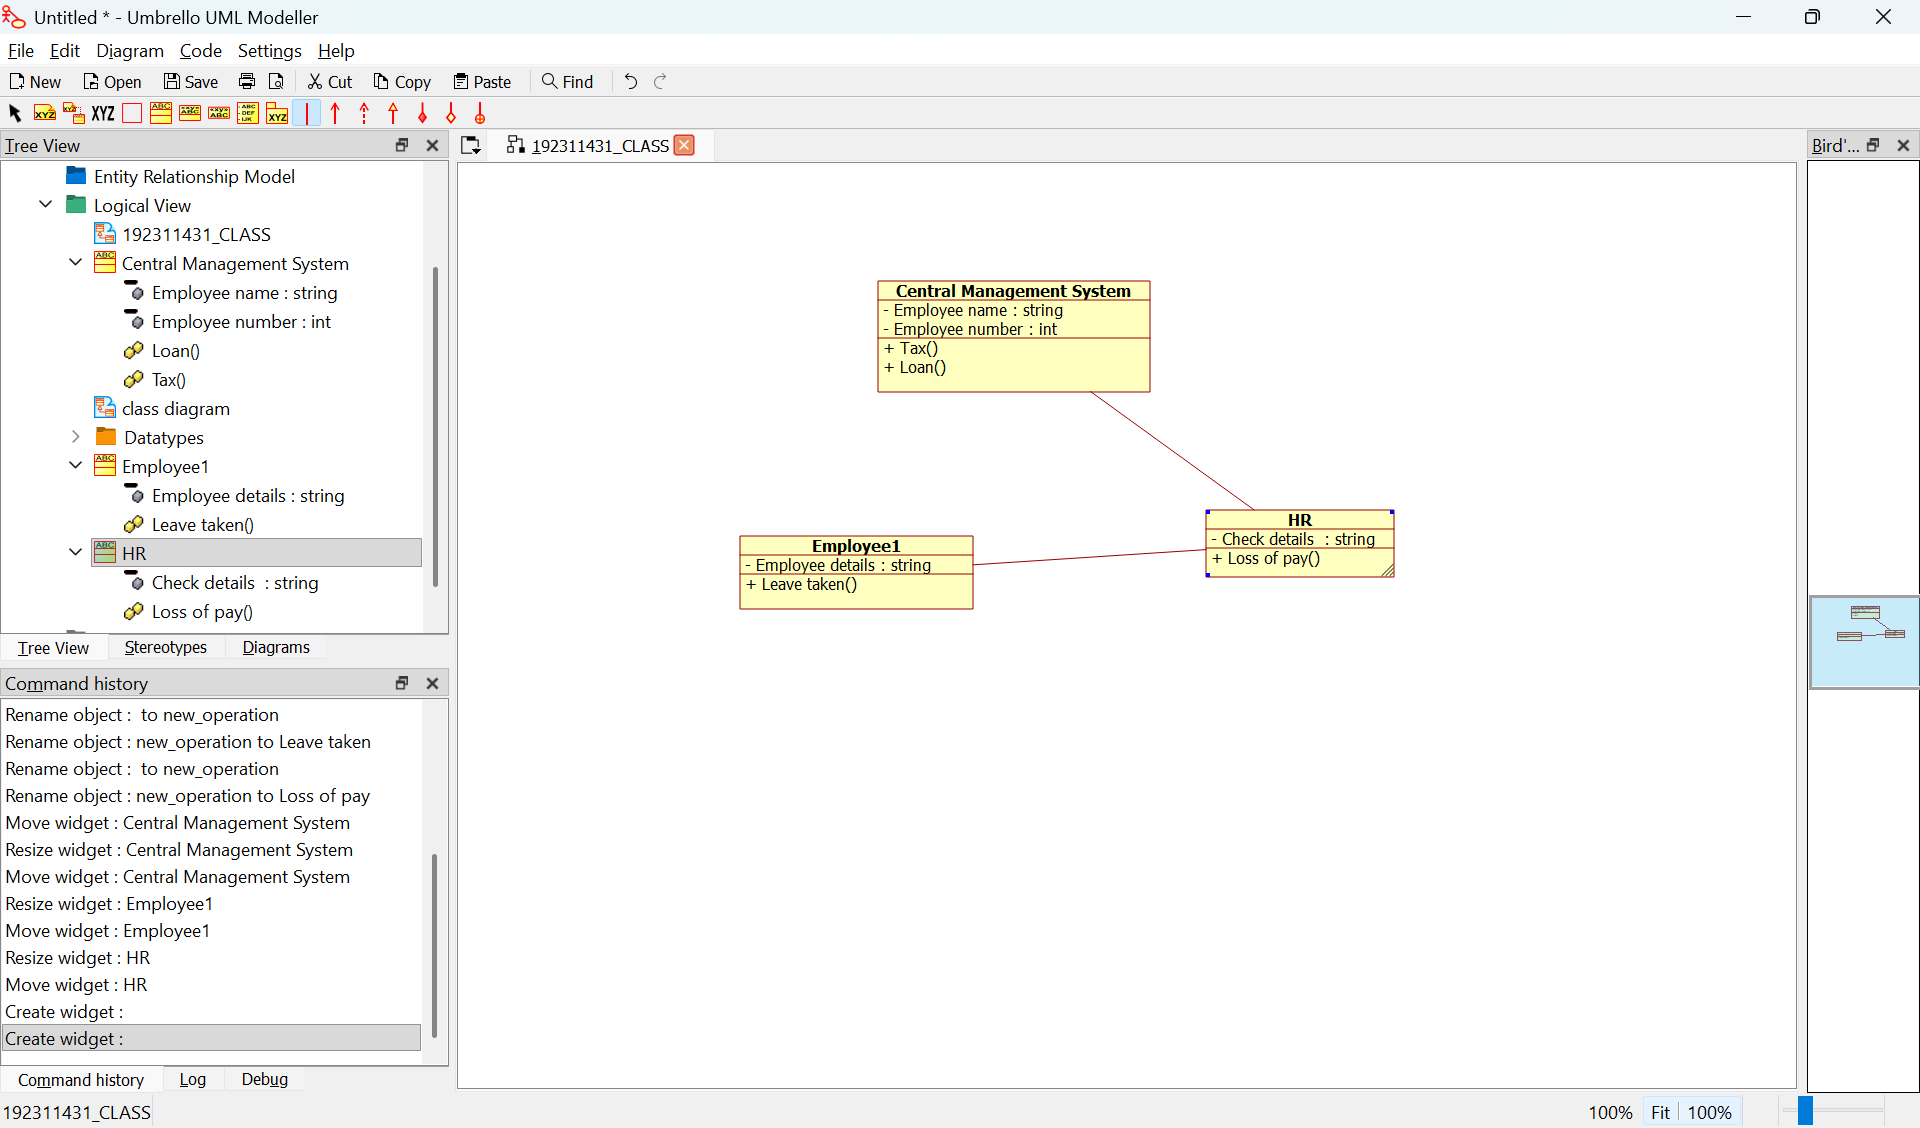 Untitled * - Umbrello UML Modeller
File Edit Diagram Code Settings Help
New Open Save Cut Copy Paste Find
XYZ
Tree View
Entity Relationship Model
Logical View
192311431_CLASS
Central Management System
Employee name : string
Employee number : int
Loan()
Tax()
class diagram
Datatypes
Employee1
Employee details : string
Leave taken()
HR
Check details  : string
Loss of pay()
Tree View Stereotypes Diagrams
Command history
Rename object :  to new_operation
Rename object : new_operation to Leave taken
Rename object :  to new_operation
Rename object : new_operation to Loss of pay
Move widget : Central Management System
Resize widget : Central Management System
Move widget : Central Management System
Resize widget : Employee1
Move widget : Employee1
Resize widget : HR
Move widget : HR
Create widget :
Create widget :
Command history Log Debug
192311431_CLASS
192311431_CLASS
Central Management System
- Employee name : string
- Employee number : int
+ Tax()
+ Loan()
Employee1
- Employee details : string
+ Leave taken()
HR
- Check details  : string
+ Loss of pay()
Bird'...
100% Fit 100%